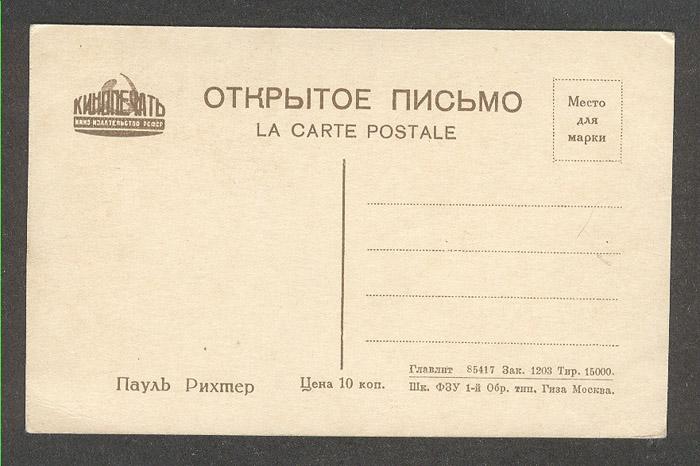 КИНОПЕЧАТЬ
КИНО-ИЗДАТЕЛЬСТВО РСФСР
ОТКРЫТОЕ ПИСЬМО
LA CARTE POSTALE
Место
для
марки
Пауль Рихтер
Цена 10 коп.
Главлит 85417 Зак. 1203 Тир. 15000.
Шк. ФЗУ 1-й Обр. тип. Гиза Москва.